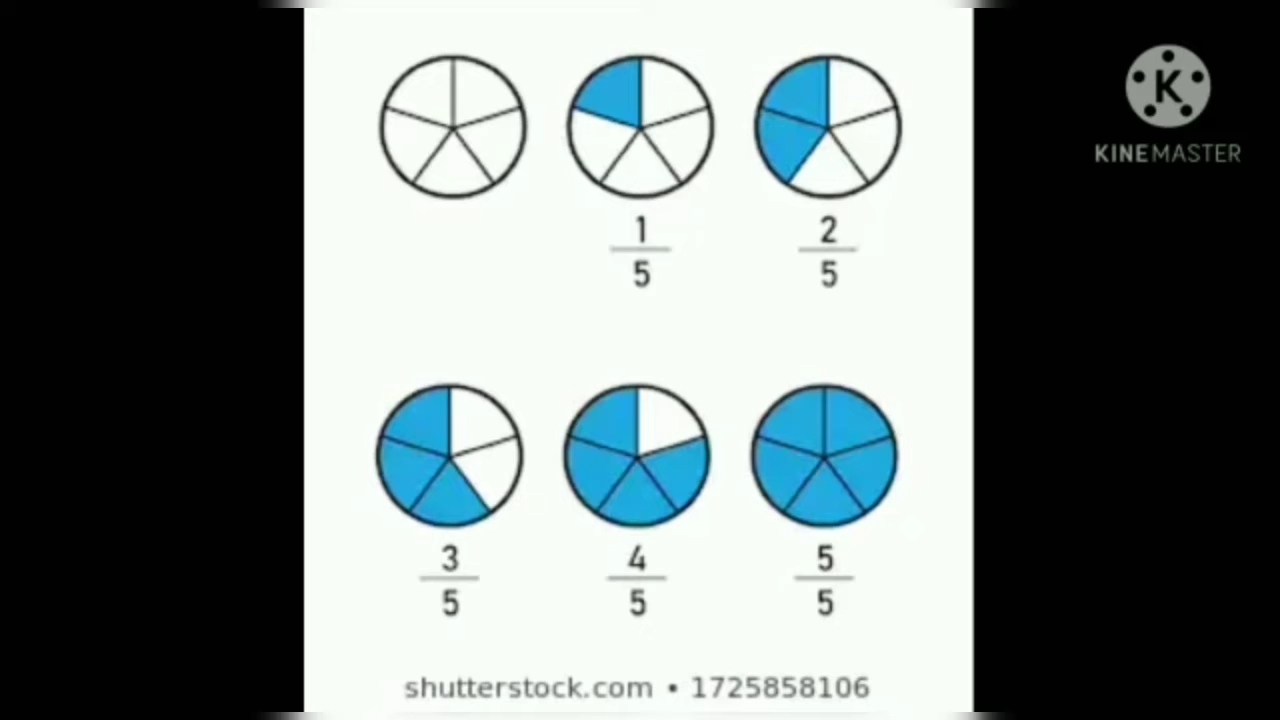 K
KINEMASTER
1 2
5 5
3 4 5
5 5 5
shutterstock.com • 1725858106